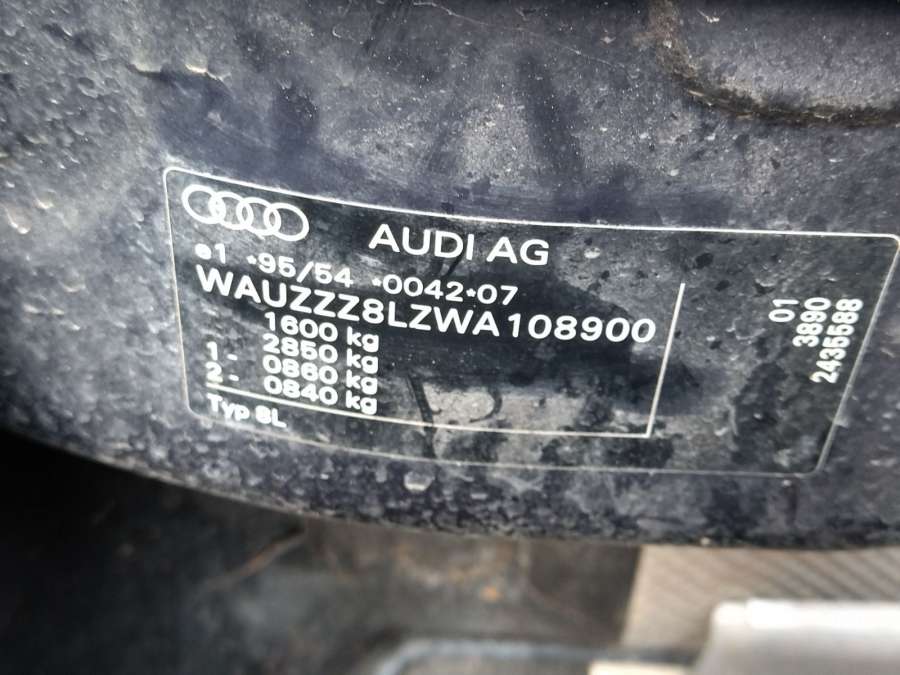 AUDI AG
e1 *95/54 *0042*07
WAUZZZ8LZWA108900
1600 kg
2850 kg
1- 0860 kg
2- 0840 kg
Typ 8L
01
3890
2435588